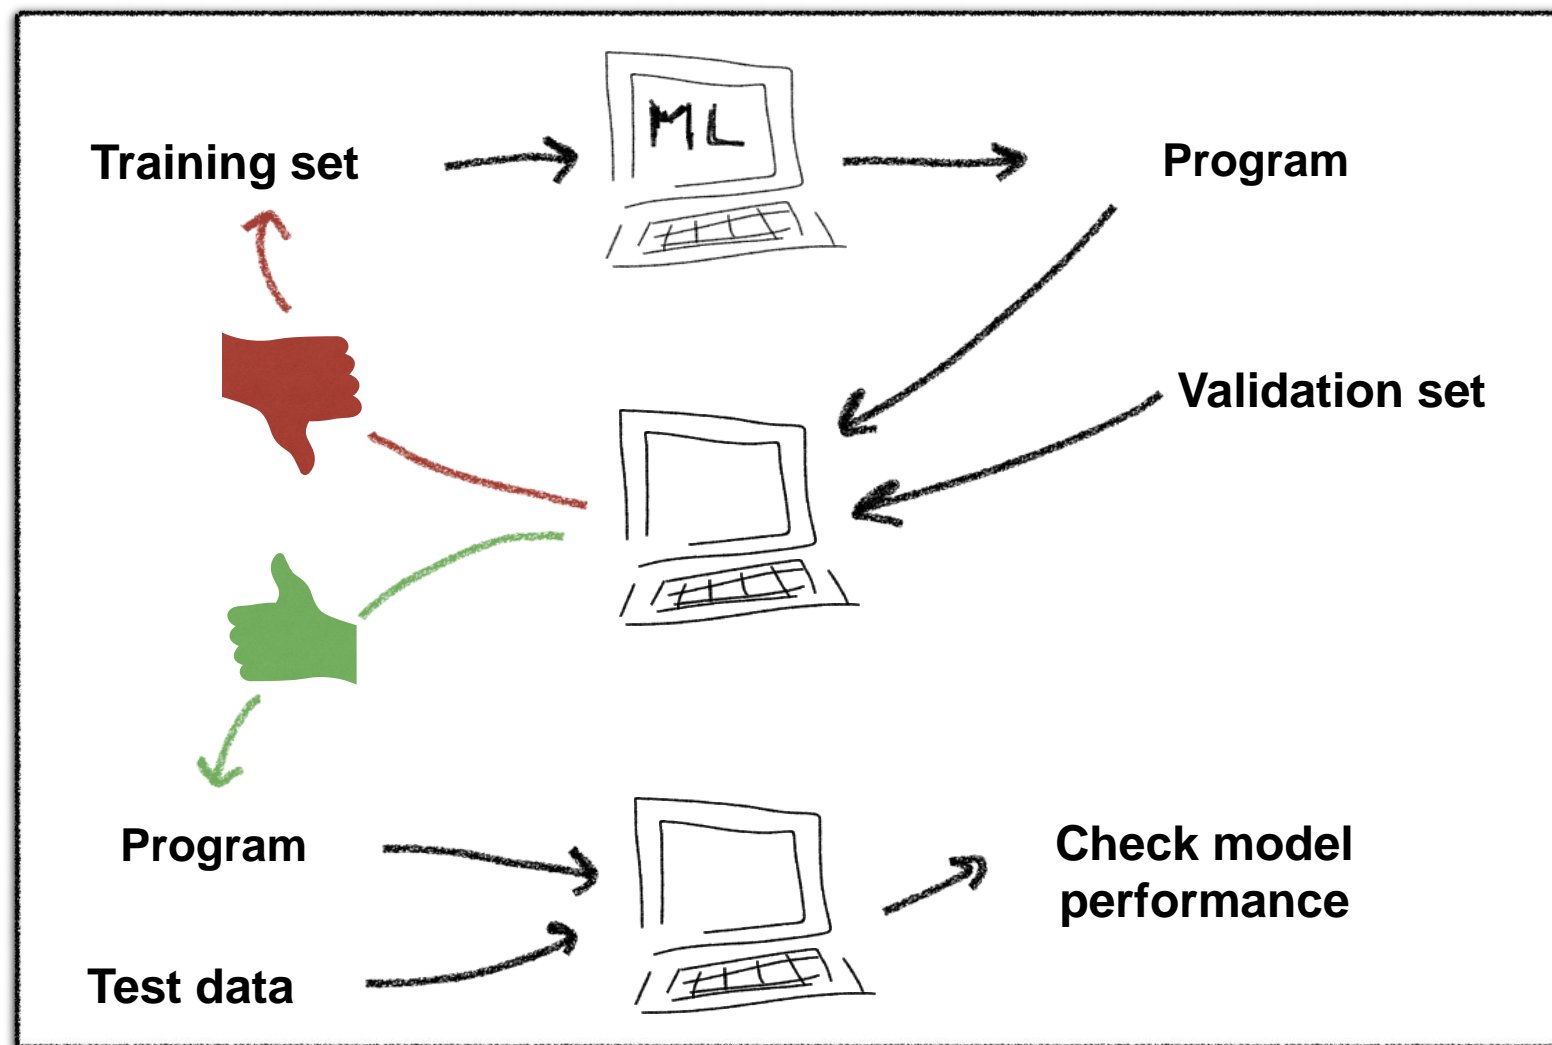 Training set
ML
Program
Validation set
Program
Check model
performance
Test data